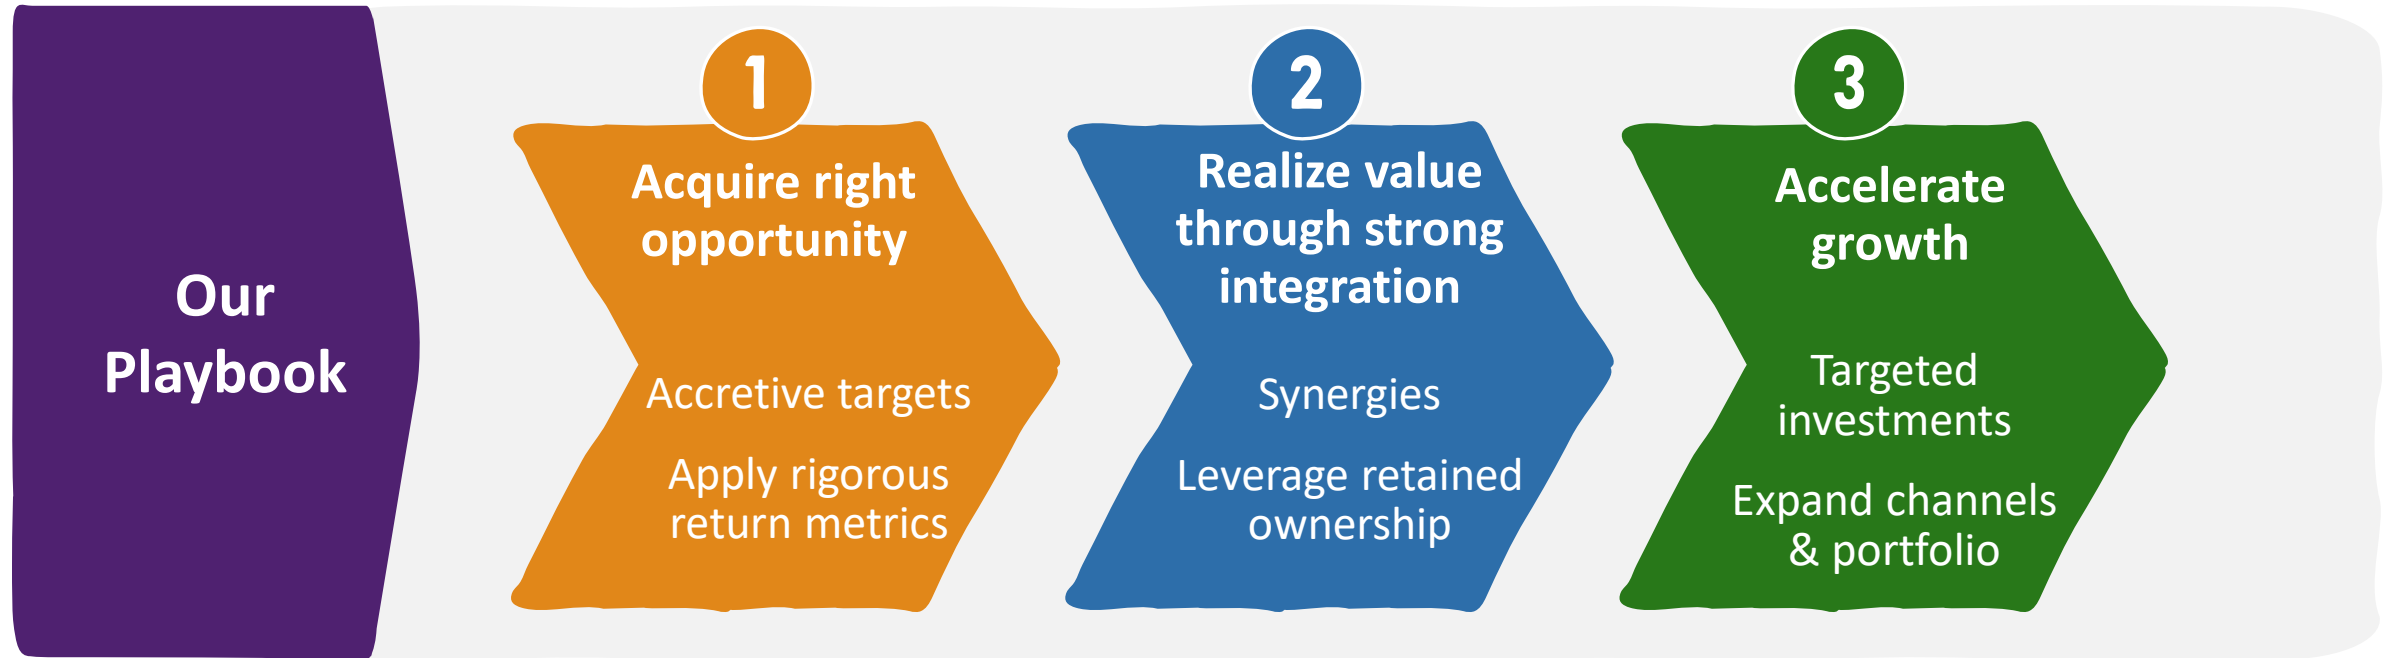 Our
Playbook
1
Acquire right
opportunity
Accretive targets
Apply rigorous
return metrics
2
Realize value
through strong
integration
Synergies
Leverage retained
ownership
3
Accelerate
growth
Targeted
investments
Expand channels
& portfolio